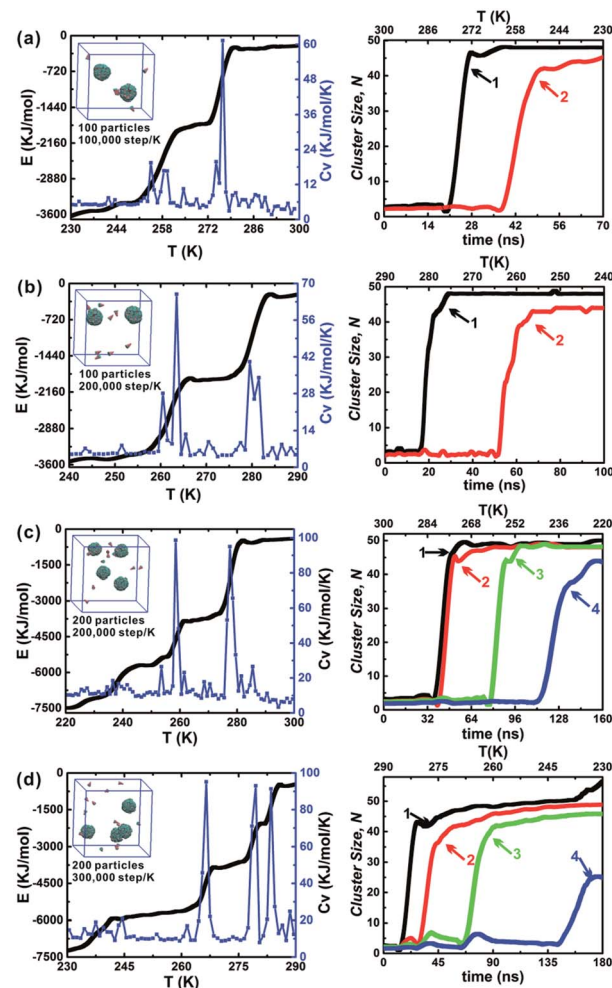 (a)
100 particles
100,000 step/K
E (KJ/mol)
0
-720
-1440
-2160
-2880
-3600
230 244 258 272 286 300
T (K)
60
48
36
24
12
0
Cv (KJ/mol/K)
T (K)
300 286 272 258 244 230
Cluster Size, N
50
40
30
20
10
0
1
2
0 14 28 42 56 70
time (ns)
(b)
100 particles
200,000 step/K
E (KJ/mol)
0
-720
-1440
-2160
-2880
-3600
240 250 260 270 280 290
T (K)
70
56
42
28
14
0
Cv (KJ/mol/K)
T(K)
290 280 270 260 250 240
Cluster Size, N
50
40
30
20
10
0
1
2
0 20 40 60 80 100
time (ns)
(c)
200 particles
200,000 step/K
E (KJ/mol)
0
-1500
-3000
-4500
-6000
-7500
220 240 260 280 300
T (K)
100
80
60
40
20
0
Cv (KJ/mol/K)
T(K)
300 284 268 252 236 220
Cluster Size, N
50
40
30
20
10
0
1
2
3
4
0 32 64 96 128 160
time (ns)
(d)
200 particles
300,000 step/K
E (KJ/mol)
0
-1500
-3000
-4500
-6000
-7500
230 245 260 275 290
T (K)
100
80
60
40
20
0
Cv (KJ/mol/K)
T(K)
290 275 260 245 230
Cluster Size, N
60
50
40
30
20
10
0
1
2
3
4
0 45 90 135 180
time (ns)